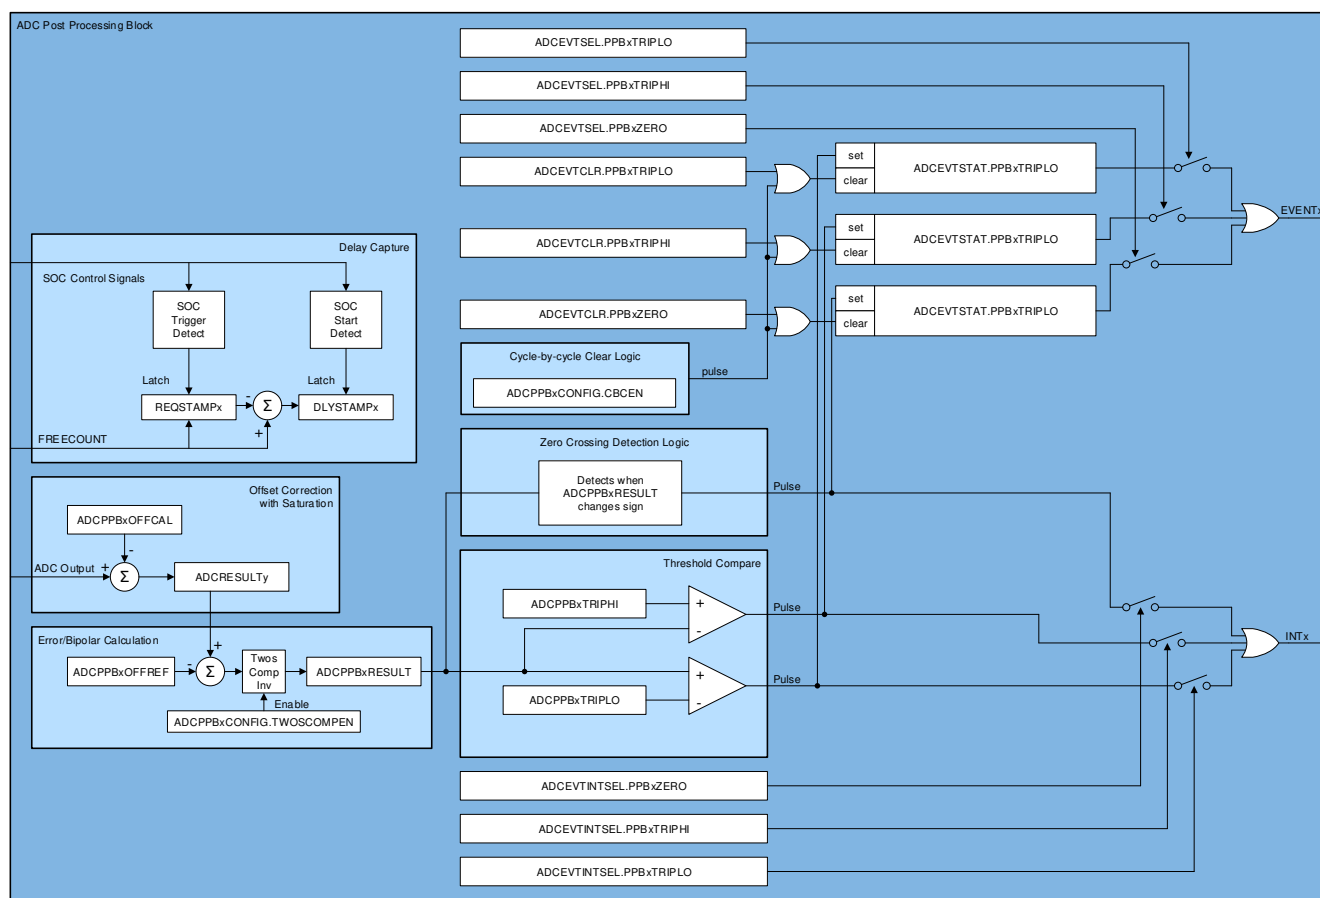 ADC Post Processing Block
ADCEVTSEL.PPBxTRIPLO
ADCEVTSEL.PPBxTRIPHI
ADCEVTSEL.PPBxZERO
ADCEVTCLR.PPBxTRIPLO
set
clear
ADCEVTSTAT.PPBxTRIPLO
EVENTx
ADCEVTCLR.PPBxTRIPHI
set
clear
ADCEVTSTAT.PPBxTRIPLO
ADCEVTCLR.PPBxZERO
set
clear
ADCEVTSTAT.PPBxTRIPLO
Delay Capture
SOC Control Signals
SOC
Trigger
Detect
SOC
Start
Detect
Latch
Latch
REQSTAMPx
-
Σ
+
DLYSTAMPx
FREECOUNT
Cycle-by-cycle Clear Logic
ADCPPBxCONFIG.CBCEN
pulse
Zero Crossing Detection Logic
Detects when
ADCPPBxRESULT
changes sign
Pulse
Offset Correction
with Saturation
ADCPPBxOFFCAL
-
ADC Output
+
Σ
ADCRESULTy
Threshold Compare
ADCPPBxTRIPHI
+
-
Pulse
+
-
ADCPPBxTRIPLO
Pulse
INTx
Error/Bipolar Calculation
+
ADCPPBxOFFREF
-
Σ
Twos
Comp
Inv
ADCPPBxRESULT
Enable
ADCPPBxCONFIG.TWOSCOMPEN
ADCEVTINTSEL.PPBxZERO
ADCEVTINTSEL.PPBxTRIPHI
ADCEVTINTSEL.PPBxTRIPLO